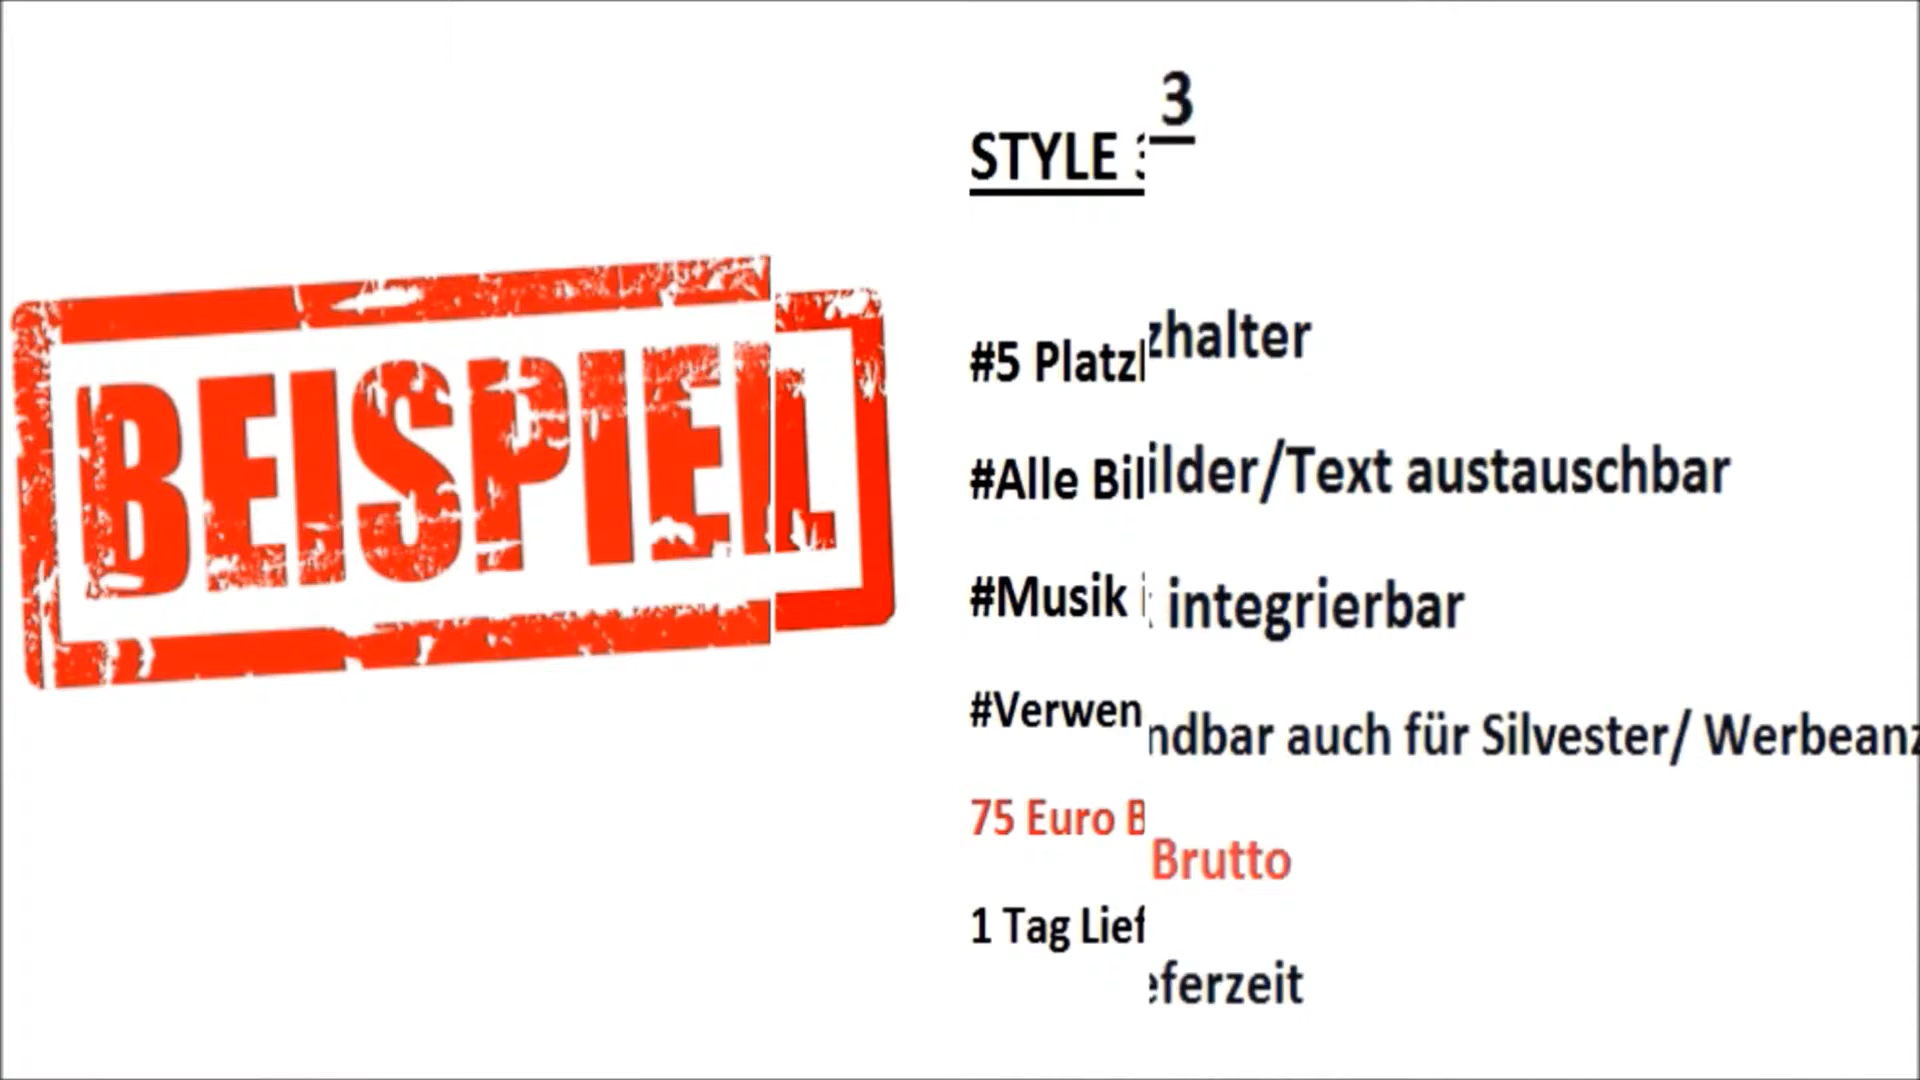 BEISPIEL
STYLE 3
#5 Platzhalter
#Alle Bilder/Text austauschbar
#Musik integrierbar
#Verwendbar auch für Silvester/ Werbeanz
75 Euro Brutto
1 Tag Lieferzeit